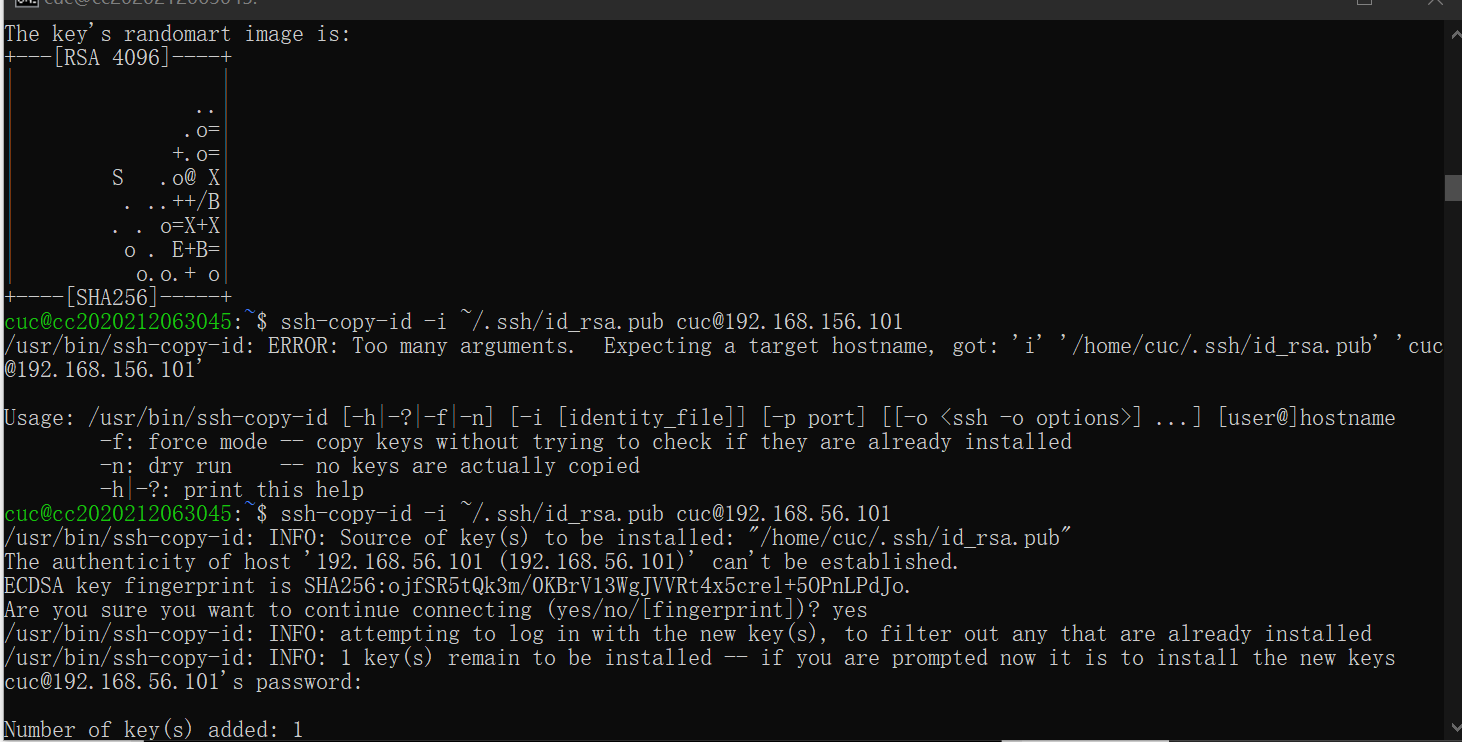 The key's randomart image is:
+---[RSA 4096]----+
|                 |
|               ..|
|              .o=|
|             +.o=|
|        S   .o@ X|
|         . ..++/B|
|        . . o=X+X|
|         o . E+B=|
|          o.o.+ o|
+----[SHA256]-----+
cuc@cc2020212063045:~$ ssh-copy-id -i ~/.ssh/id_rsa.pub cuc@192.168.156.101
/usr/bin/ssh-copy-id: ERROR: Too many arguments.  Expecting a target hostname, got: 'i' '/home/cuc/.ssh/id_rsa.pub' 'cuc
@192.168.156.101'
Usage: /usr/bin/ssh-copy-id [-h|-?|-f|-n] [-i [identity_file]] [-p port] [[-o <ssh -o options>] ...] [user@]hostname
        -f: force mode -- copy keys without trying to check if they are already installed
        -n: dry run    -- no keys are actually copied
        -h|-?: print this help
cuc@cc2020212063045:~$ ssh-copy-id -i ~/.ssh/id_rsa.pub cuc@192.168.56.101
/usr/bin/ssh-copy-id: INFO: Source of key(s) to be installed: "/home/cuc/.ssh/id_rsa.pub"
The authenticity of host '192.168.56.101 (192.168.56.101)' can't be established.
ECDSA key fingerprint is SHA256:ojfSR5tQk3m/0KBrV13WgJVVRt4x5crel+5OPnLPdJo.
Are you sure you want to continue connecting (yes/no/[fingerprint])? yes
/usr/bin/ssh-copy-id: INFO: attempting to log in with the new key(s), to filter out any that are already installed
/usr/bin/ssh-copy-id: INFO: 1 key(s) remain to be installed -- if you are prompted now it is to install the new keys
cuc@192.168.56.101's password:
Number of key(s) added: 1